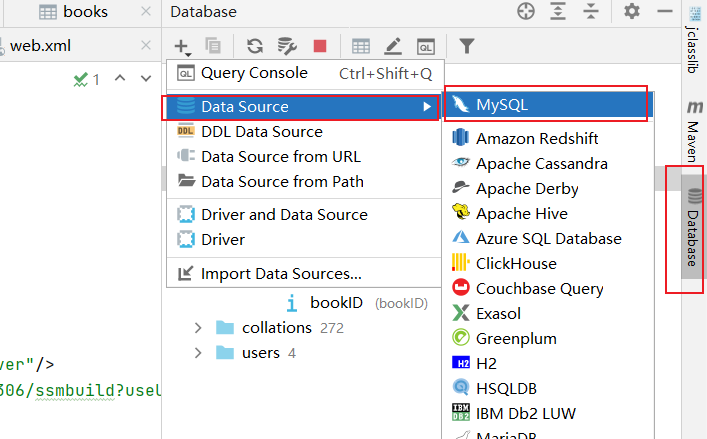 books
Database
web.xml
1
Query Console Ctrl+Shift+Q
Data Source
DDL Data Source
Data Source from URL
Data Source from Path
Driver and Data Source
Driver
Import Data Sources...
MySQL
Amazon Redshift
Apache Cassandra
Apache Derby
Apache Hive
Azure SQL Database
ClickHouse
Couchbase Query
Exasol
Greenplum
H2
HSQLDB
IBM Db2 LUW
MariaDB
bookID (bookID)
collations 272
users 4
ver"/>
306/ssmbuild?useU
jclasslib
Maven
Database